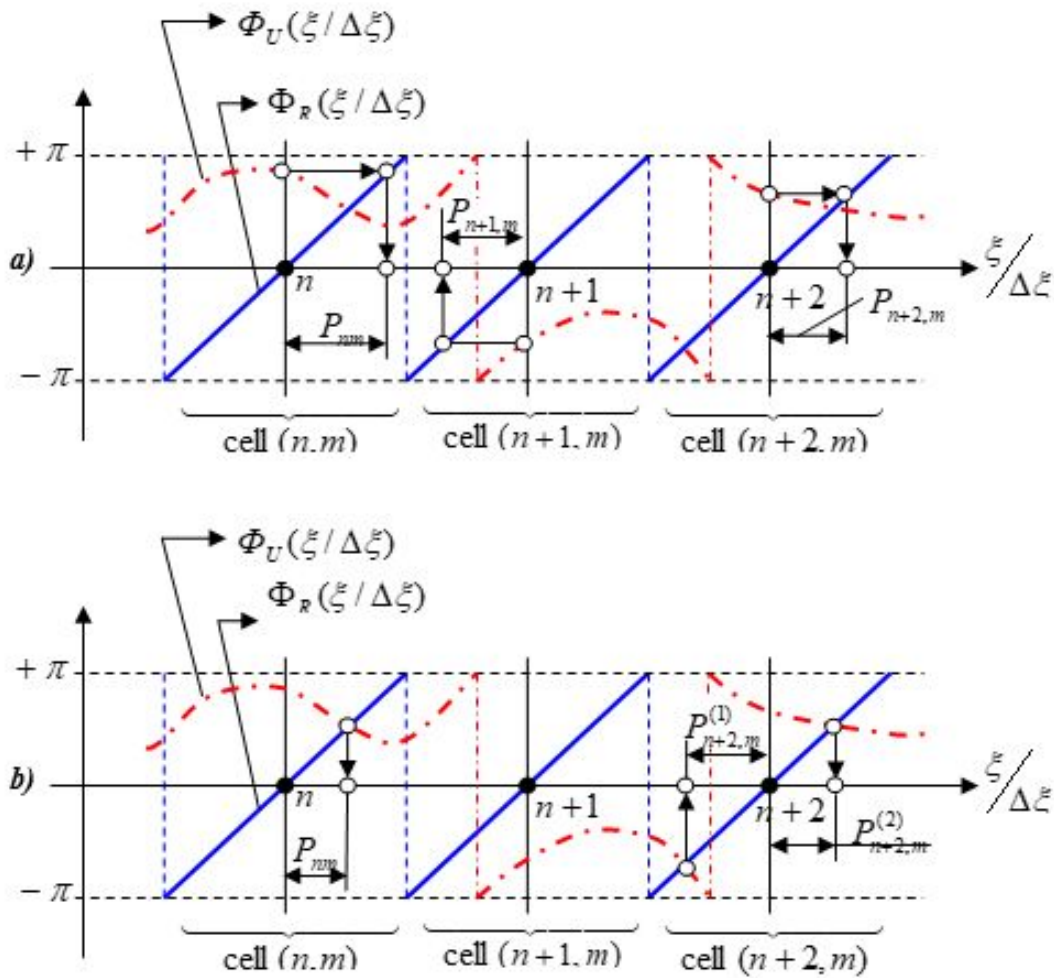 Φ_U(ξ/Δξ)
Φ_R(ξ/Δξ)
+ π
P_{n+1,m}
a)
n
n+1
n+2
ξ/Δξ
P_{nm}
P_{n+2,m}
− π
cell (n,m)
cell (n+1,m)
cell (n+2,m)
Φ_U(ξ/Δξ)
Φ_R(ξ/Δξ)
+ π
P^{(1)}_{n+2,m}
b)
n
n+1
n+2
ξ/Δξ
P_{nm}
P^{(2)}_{n+2,m}
− π
cell (n,m)
cell (n+1,m)
cell (n+2,m)